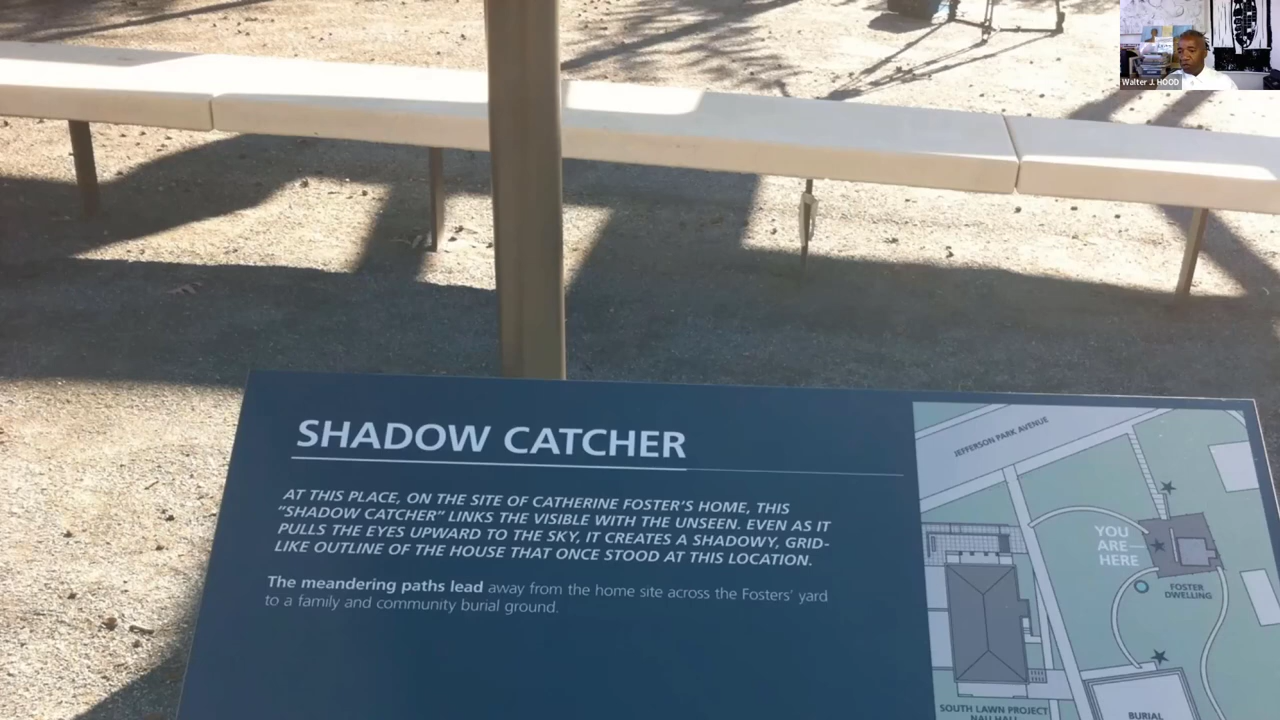 Walter J. HOOD
SHADOW CATCHER
AT THIS PLACE, ON THE SITE OF CATHERINE FOSTER'S HOME, THIS
"SHADOW CATCHER" LINKS THE VISIBLE WITH THE UNSEEN. EVEN AS IT
PULLS THE EYES UPWARD TO THE SKY, IT CREATES A SHADOWY, GRID-
LIKE OUTLINE OF THE HOUSE THAT ONCE STOOD AT THIS LOCATION.
The meandering paths lead away from the home site across the Fosters' yard
to a family and community burial ground.
JEFFERSON PARK AVENUE
YOU
ARE
HERE
FOSTER
DWELLING
SOUTH LAWN PROJECT
NAU HALL
BURIAL